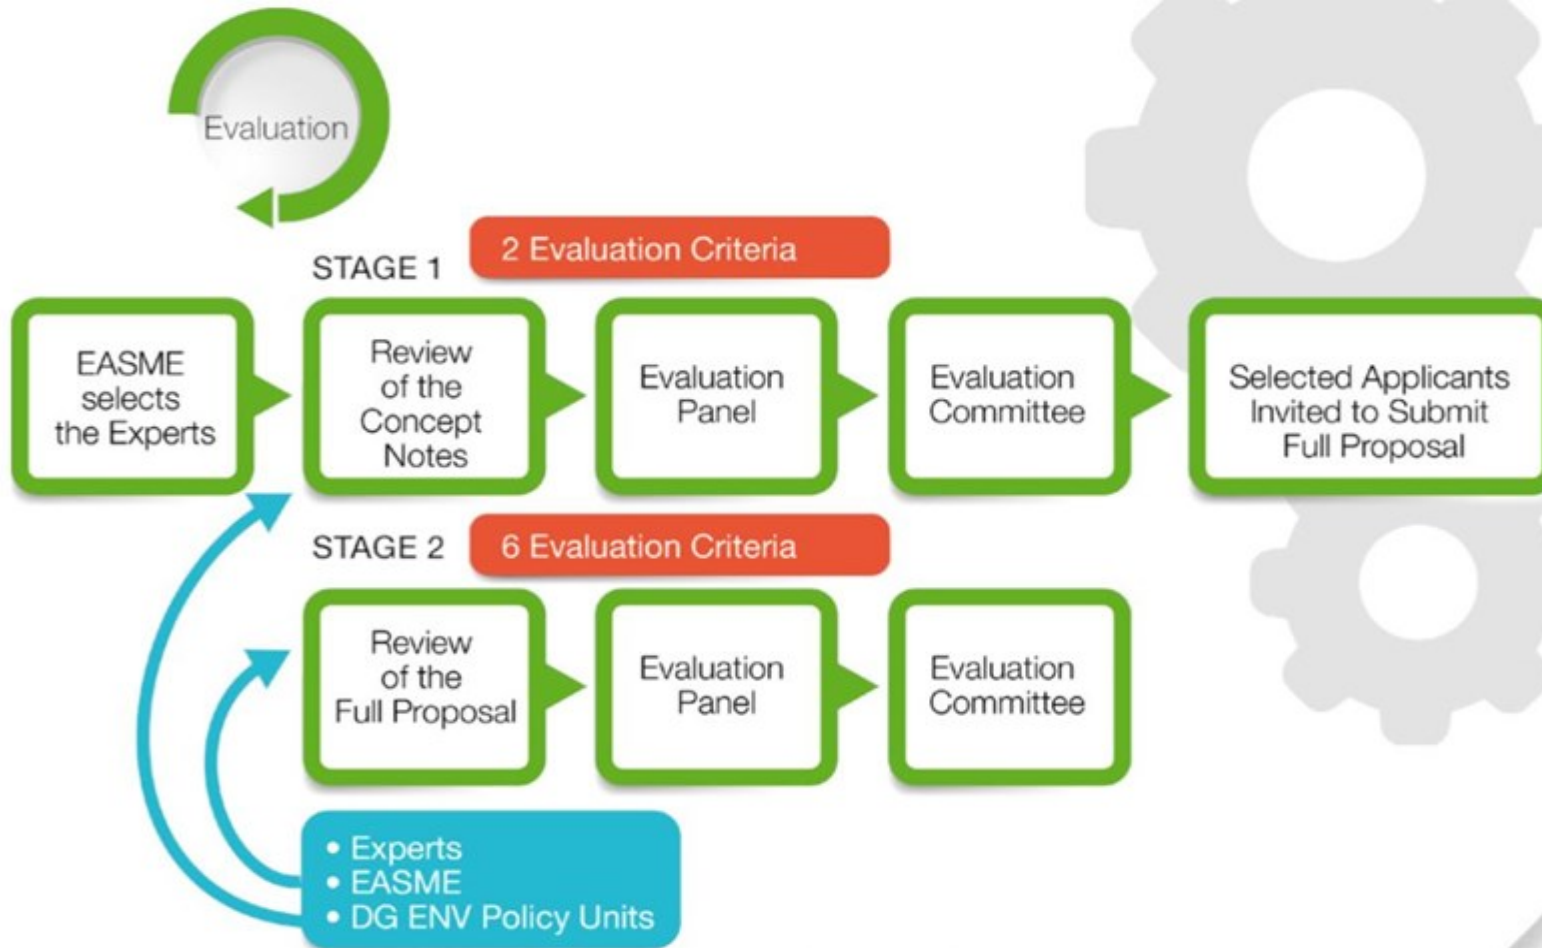 Evaluation
STAGE 1
2 Evaluation Criteria
EASME
selects
the Experts
Review
of the
Concept
Notes
Evaluation
Panel
Evaluation
Committee
Selected Applicants
Invited to Submit
Full Proposal
STAGE 2
6 Evaluation Criteria
Review
of the
Full Proposal
Evaluation
Panel
Evaluation
Committee
• Experts
• EASME
• DG ENV Policy Units